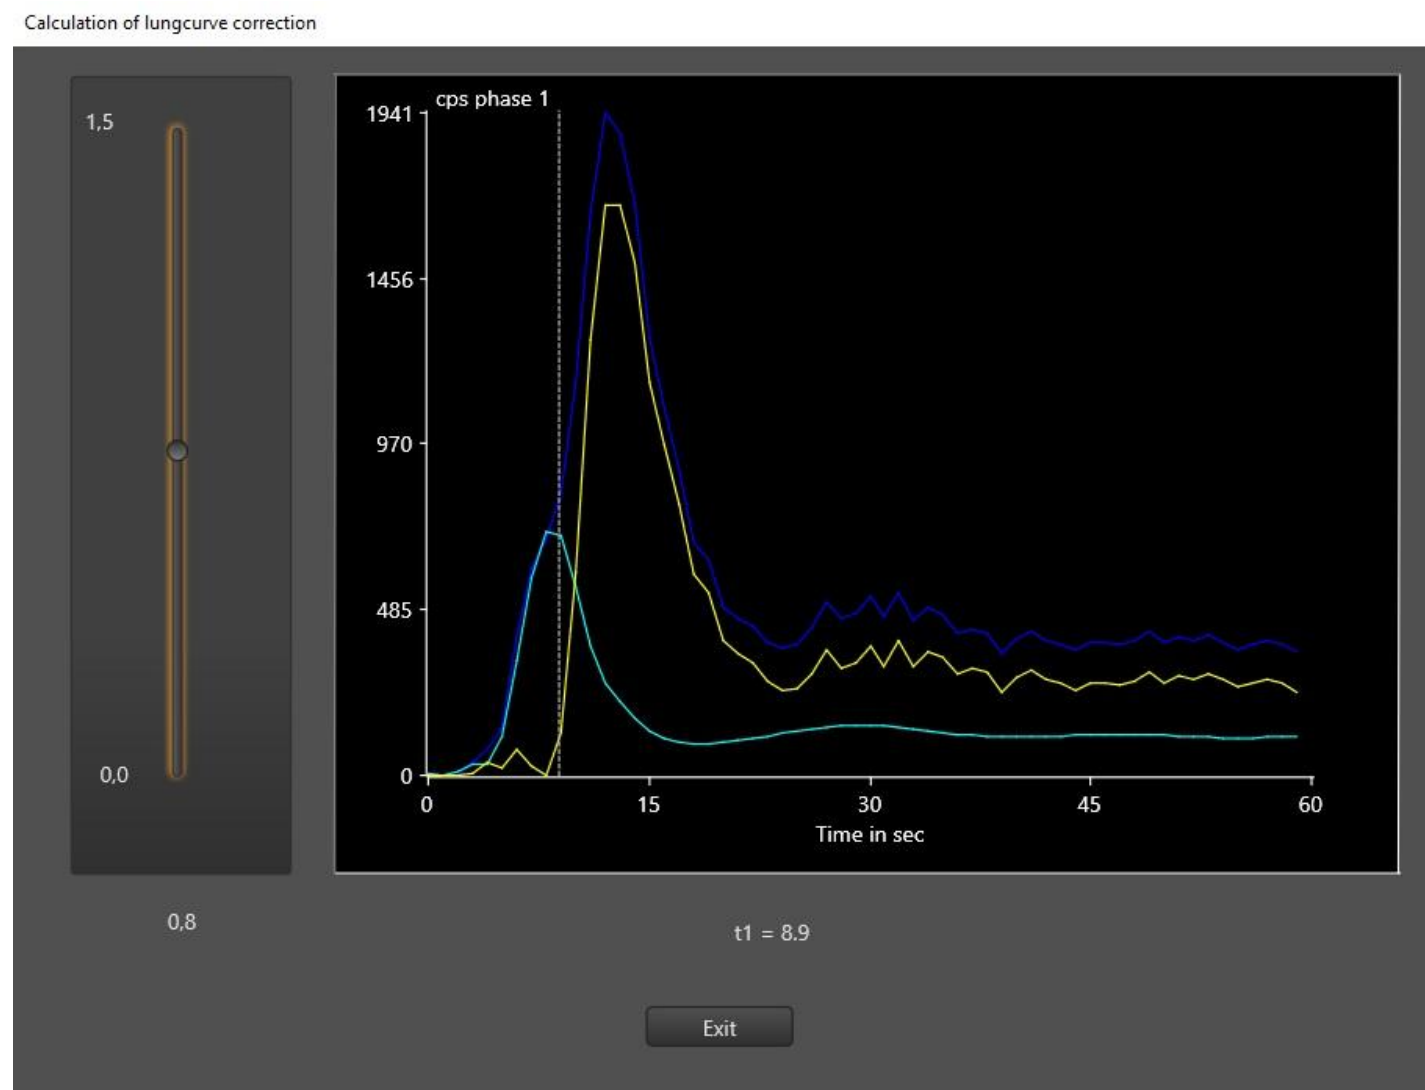 Calculation of lungcurve correction
1,5
0,0
0,8
cps phase 1
1941
1456
970
485
0
0 15 30 45 60
Time in sec
t1 = 8.9
Exit